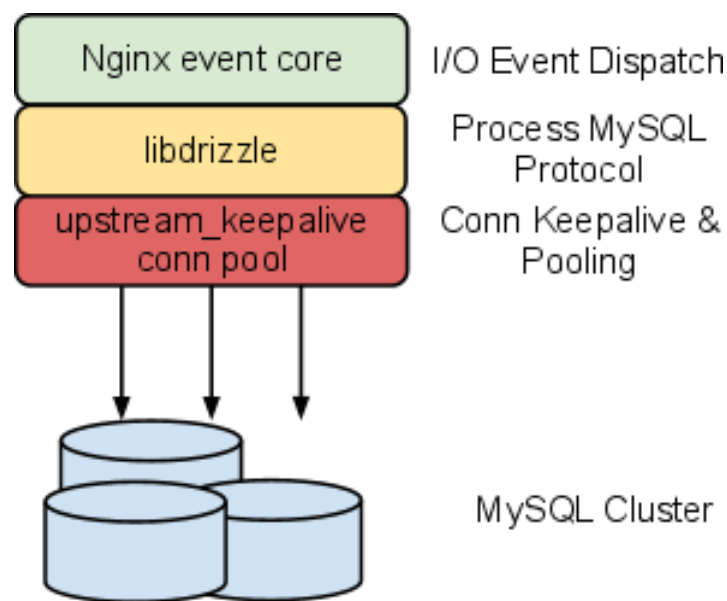 Nginx event core
I/O Event Dispatch
libdrizzle
Process MySQL
Protocol
upstream_keepalive
conn pool
Conn Keepalive &
Pooling
MySQL Cluster